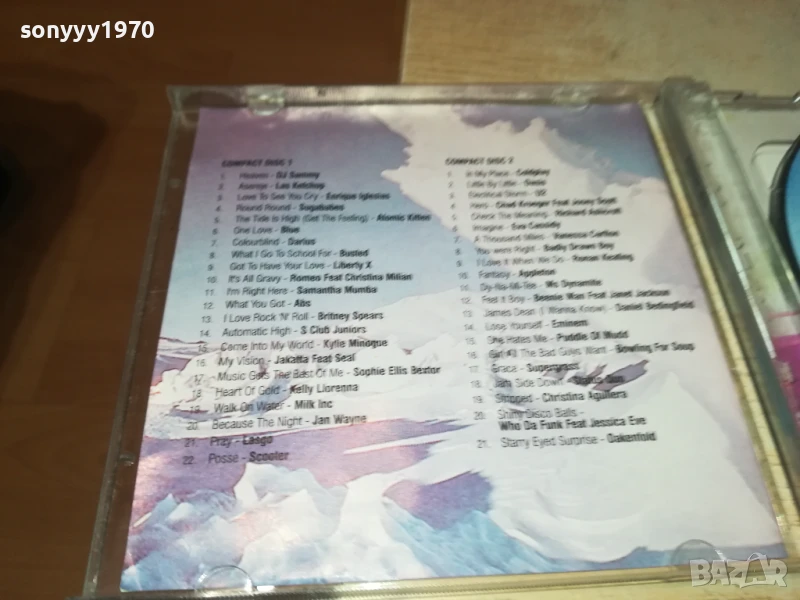 sonyyy1970
COMPACT DISC 1
1. Heaven - DJ Sammy
2. Asereje - Las Ketchup
3. Love To See You Cry - Enrique Iglesias
4. Round Round - Sugababes
5. The Tide Is High (Get The Feeling) - Atomic Kitten
6. One Love - Blue
7. Colourblind - Darius
8. What I Go To School For - Busted
9. Got To Have Your Love - Liberty X
10. It's All Gravy - Romeo Feat Christina Milian
11. I'm Right Here - Samantha Mumba
12. What You Got - Abs
13. I Love Rock 'N' Roll - Britney Spears
14. Automatic High - S Club Juniors
15. Come Into My World - Kylie Minogue
16. My Vision - Jakatta Feat Seal
17. Music Gets The Best Of Me - Sophie Ellis Bextor
18. Heart Of Gold - Kelly Llorenna
19. Walk On Water - Milk Inc
20. Because The Night - Jan Wayne
21. Pray - Lasgo
22. Posse - Scooter
COMPACT DISC 2
1. In My Place - Coldplay
2. Little By Little - Oasis
3. Electrical Storm - U2
4. Hero - Chad Kroeger Feat Josey Scott
5. Check The Meaning - Richard Ashcroft
6. Imagine - Eva Cassidy
7. A Thousand Miles - Vanessa Carlton
8. You Were Right - Badly Drawn Boy
9. I Love It When We Do - Ronan Keating
10. Fantasy - Appleton
11. Dy-Na-Mi-Tee - Ms Dynamite
12. Feel It Boy - Beenie Man Feat Janet Jackson
13. James Dean (I Wanna Know) - Daniel Bedingfield
14. Lose Yourself - Eminem
15. She Hates Me - Puddle Of Mudd
16. Girl All The Bad Guys Want - Bowling For Soup
17. Grace - Supergrass
18. Jam Side Down - Status Quo
19. Stripped - Christina Aguilera
20. Shiny Disco Balls -
Who Da Funk Feat Jessica Eve
21. Starry Eyed Surprise - Oakenfold
BAZAR